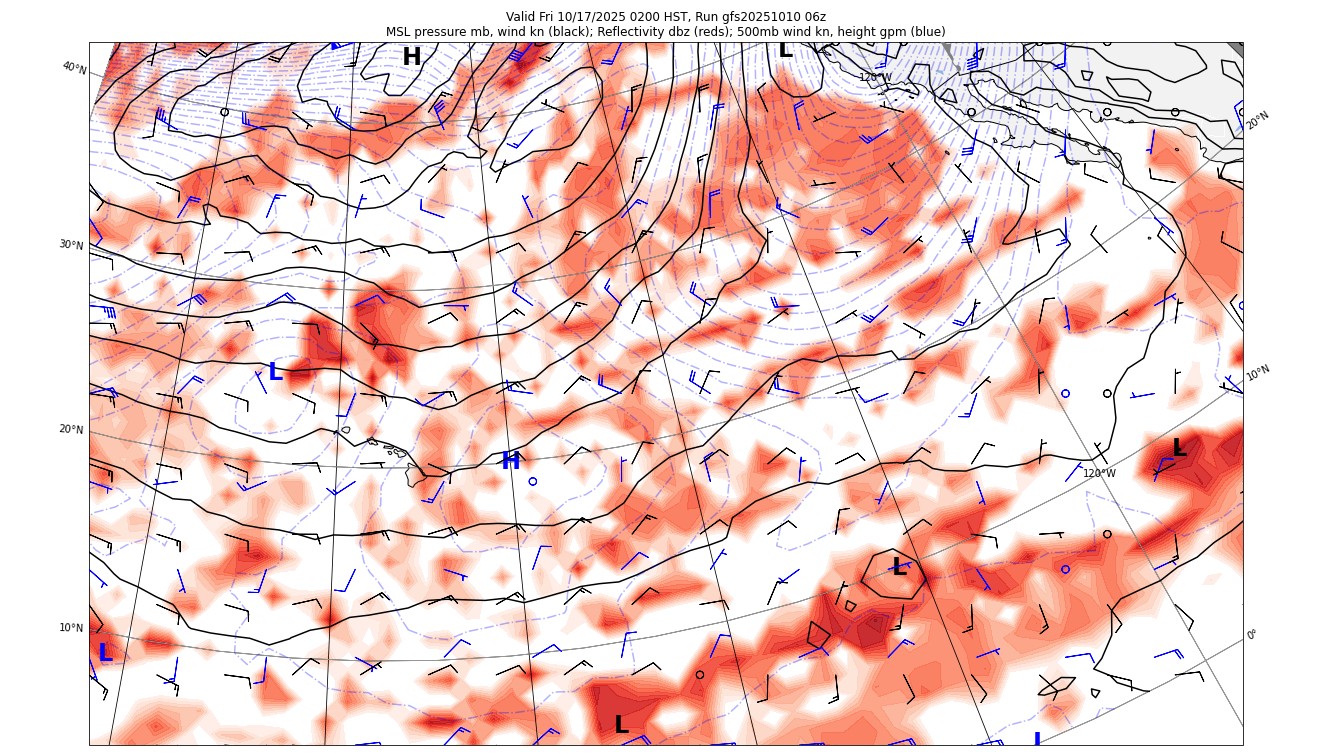 Valid Fri 10/17/2025 0200 HST, Run gfs20251010 06z
MSL pressure mb, wind kn (black); Reflectivity dbz (reds); 500mb wind kn, height gpm (blue)
H
L
40°N
120°W
20°N
30°N
L
10°N
20°N
H
L
120°W
L
10°N
0°
L
L
L